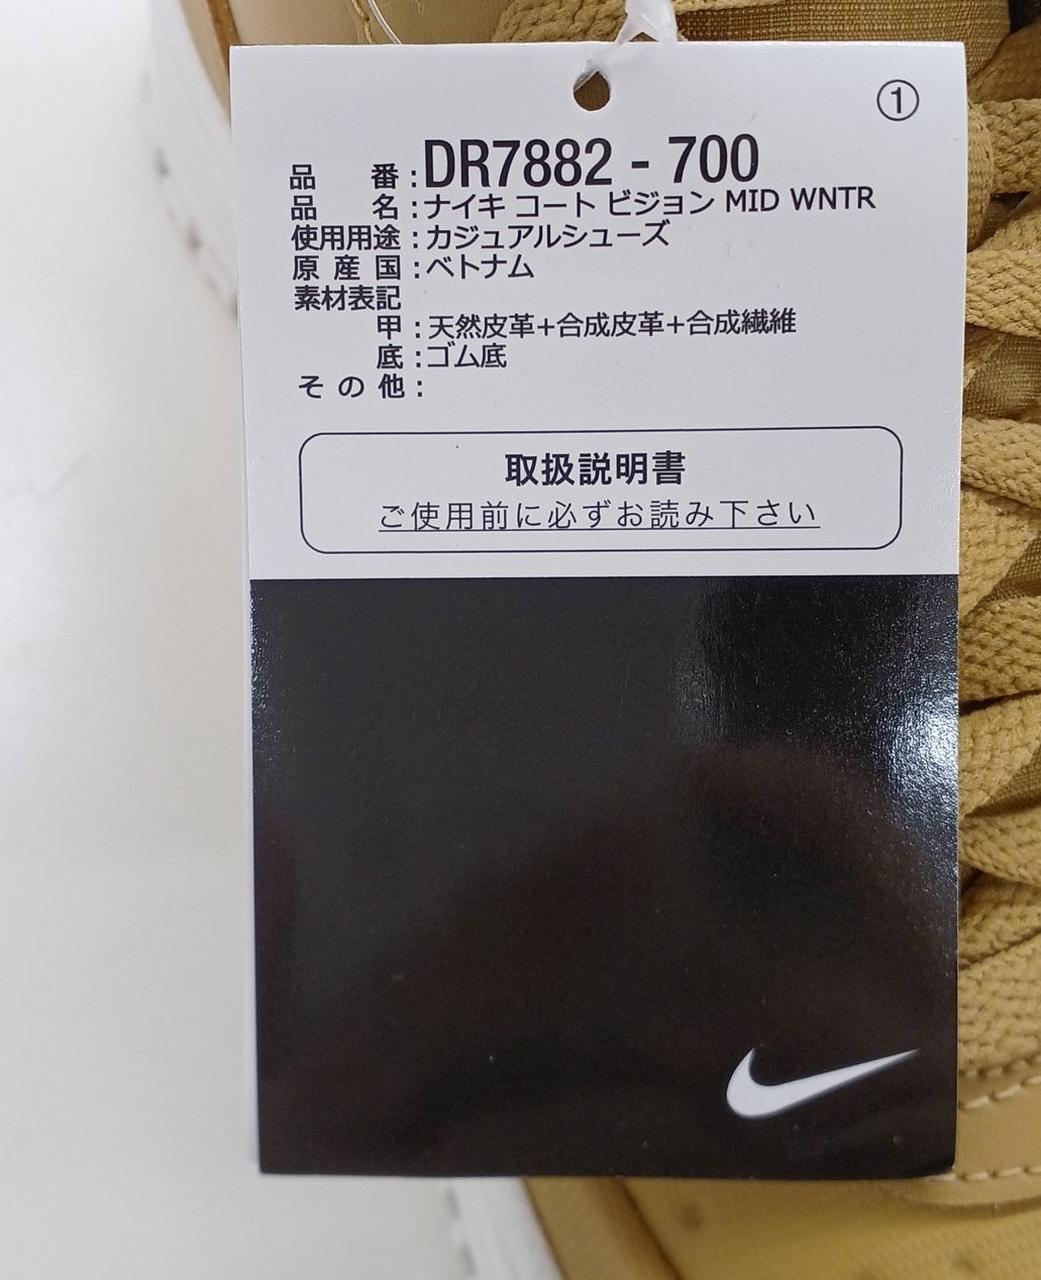 ①
品番:DR7882-700
品名:ナイキ コート ビジョン MID WNTR
使用用途:カジュアルシューズ
原産国:ベトナム
素材表記
甲:天然皮革+合成皮革+合成繊維
底:ゴム底
その他:
取扱説明書
ご使用前に必ずお読み下さい